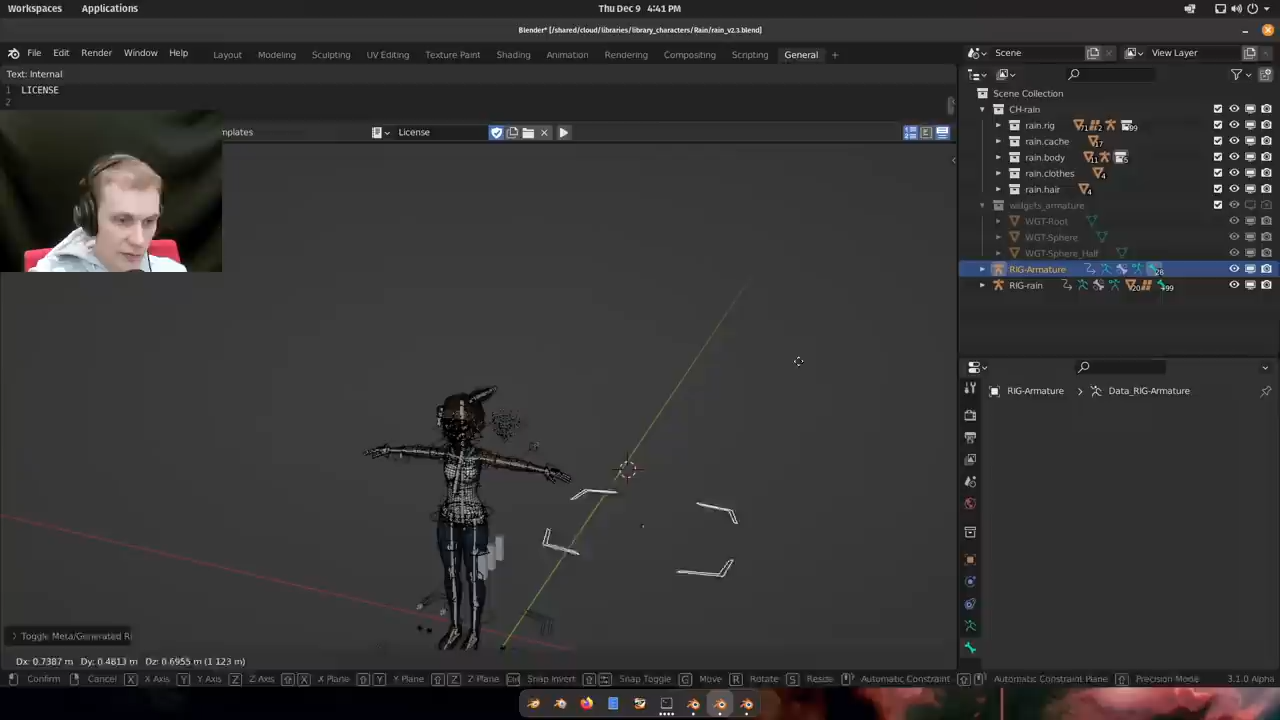 Workspaces Applications Thu Dec 9 4:41 PM
Blender* [/shared/cloud/libraries/library_characters/Rain/rain_v2.3.blend]
File Edit Render Window Help Layout Modeling Sculpting UV Editing Texture Paint Shading Animation Rendering Compositing Scripting General + Scene View Layer
Text: Internal
1 LICENSE
2
Scene Collection
CH-rain
rain.rig
rain.cache
rain.body
rain.clothes
rain.hair
widgets_armature
WGT-Root
WGT-Sphere
WGT-Sphere_Half
RIG-Armature
RIG-rain
mplates License
RIG-Armature > Data_RIG-Armature
Toggle Meta/Generated R
Dx: 0.7387 m Dy: 0.4813 m Dz: 0.6955 m (1 123 m)
Confirm Cancel X X Axis Y Y Axis Z Z Axis X X Plane Y Y Plane Z Z Plane Snap Invert Snap Toggle G Move R Rotate S Resize Automatic Constraint Automatic Constraint Precision Mode 3.1.0 Alpha